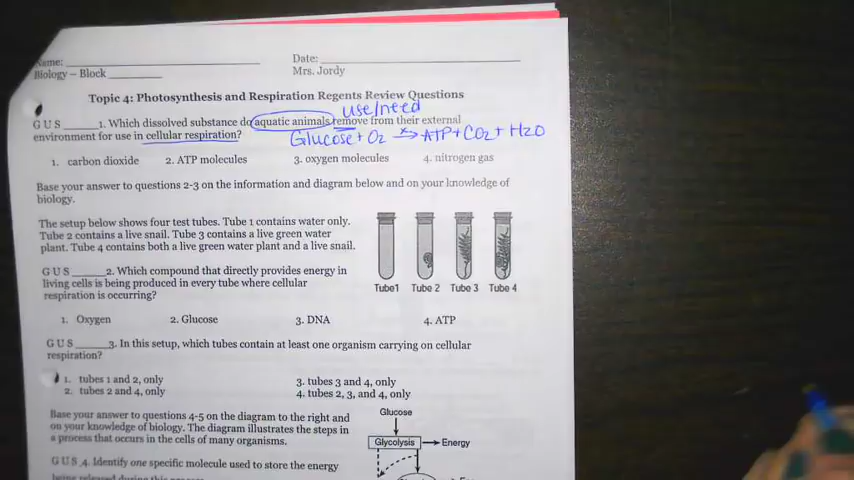 Name: ____________ Date: ____________
Biology – Block ________ Mrs. Jordy
Topic 4: Photosynthesis and Respiration Regents Review Questions
use/need
G U S _____1. Which dissolved substance do aquatic animals remove from their external
environment for use in cellular respiration?
Glucose + O2 → ATP + CO2 + H2O
1. carbon dioxide 2. ATP molecules 3. oxygen molecules 4. nitrogen gas
Base your answer to questions 2-3 on the information and diagram below and on your knowledge of
biology.
The setup below shows four test tubes. Tube 1 contains water only.
Tube 2 contains a live snail. Tube 3 contains a live green water
plant. Tube 4 contains both a live green water plant and a live snail.
Tube1 Tube 2 Tube 3 Tube 4
G U S _____2. Which compound that directly provides energy in
living cells is being produced in every tube where cellular
respiration is occurring?
1. Oxygen 2. Glucose 3. DNA 4. ATP
G U S _____3. In this setup, which tubes contain at least one organism carrying on cellular
respiration?
1. tubes 1 and 2, only 3. tubes 3 and 4, only
2. tubes 2 and 4, only 4. tubes 2, 3, and 4, only
Base your answer to questions 4-5 on the diagram to the right and
on your knowledge of biology. The diagram illustrates the steps in
a process that occurs in the cells of many organisms.
Glucose
Glycolysis Energy
G U S 4. Identify one specific molecule used to store the energy
being released during this process